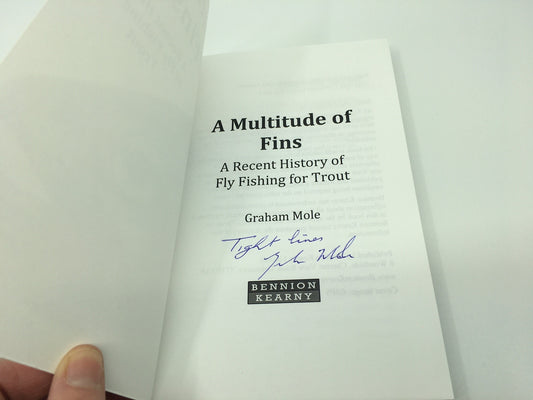 A Multitude of
Fins
A Recent History of
Fly Fishing for Trout
Graham Mole
Tight lines
BENNION
KEARNY